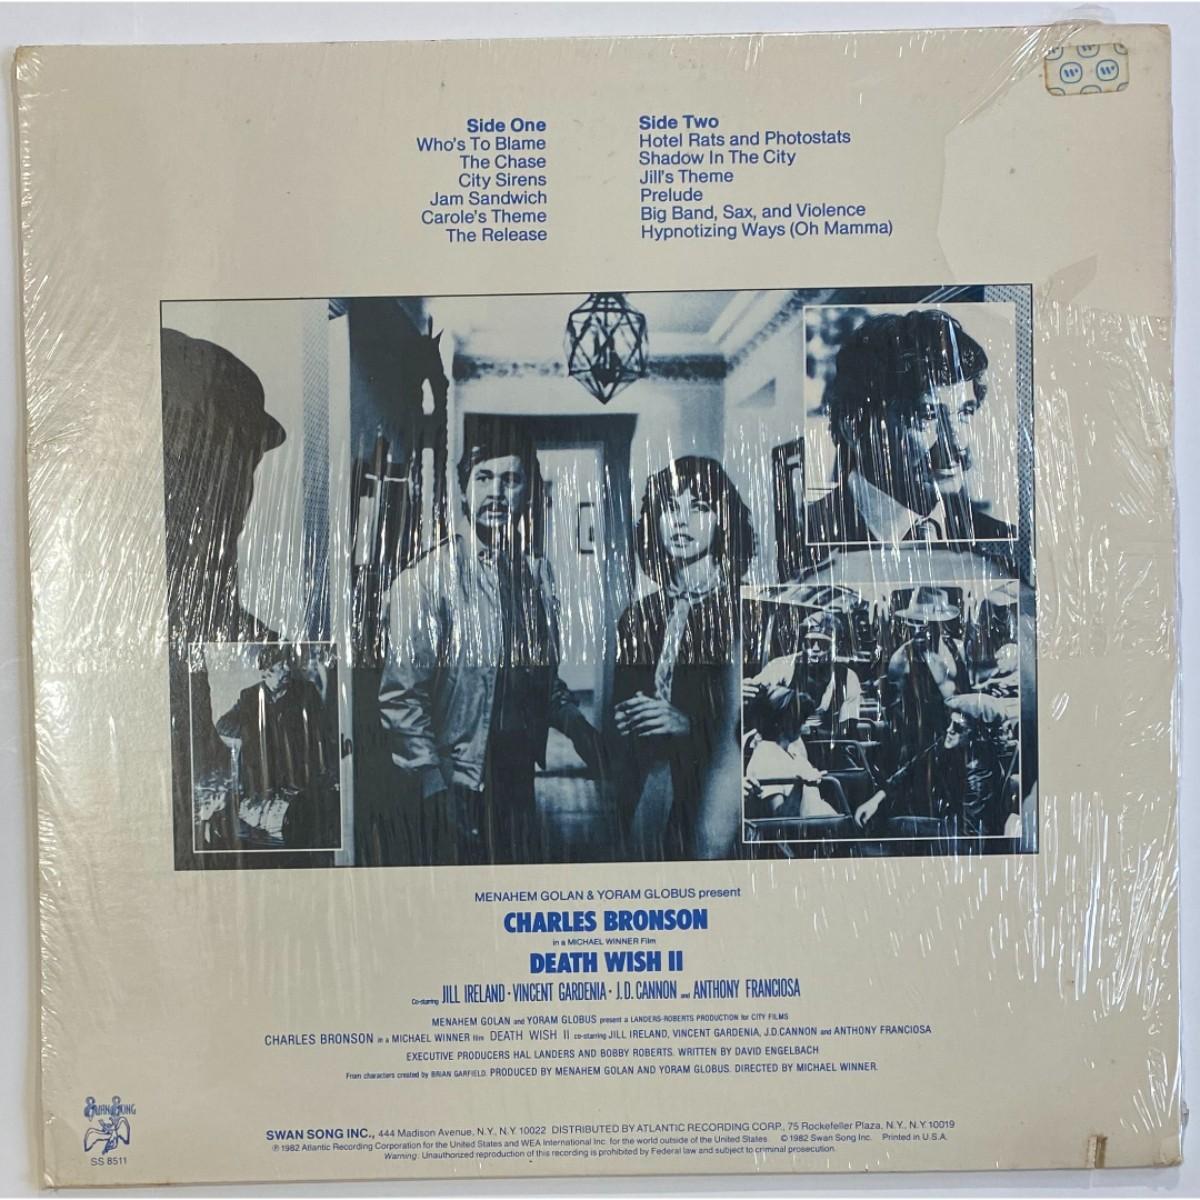 Side One
Who's To Blame
The Chase
City Sirens
Jam Sandwich
Carole's Theme
The Release
Side Two
Hotel Rats and Photostats
Shadow In The City
Jill's Theme
Prelude
Big Band, Sax, and Violence
Hypnotizing Ways (Oh Mamma)
MENAHEM GOLAN & YORAM GLOBUS present
CHARLES BRONSON
in a MICHAEL WINNER Film
DEATH WISH II
Co-starring JILL IRELAND · VINCENT GARDENIA · J.D. CANNON and ANTHONY FRANCIOSA
MENAHEM GOLAN and YORAM GLOBUS present a LANDERS-ROBERTS PRODUCTION for CITY FILMS
CHARLES BRONSON in a MICHAEL WINNER film DEATH WISH II co-starring JILL IRELAND, VINCENT GARDENIA, J.D.CANNON and ANTHONY FRANCIOSA
EXECUTIVE PRODUCERS HAL LANDERS AND BOBBY ROBERTS. WRITTEN BY DAVID ENGELBACH
From characters created by BRIAN GARFIELD. PRODUCED BY MENAHEM GOLAN AND YORAM GLOBUS. DIRECTED BY MICHAEL WINNER.
SWAN SONG
SS 8511
SWAN SONG INC., 444 Madison Avenue, N.Y., N.Y. 10022 DISTRIBUTED BY ATLANTIC RECORDING CORP., 75 Rockefeller Plaza, N.Y., N.Y. 10019
℗ 1982 Atlantic Recording Corporation for the United States and WEA International Inc. for the world outside of the United States. © 1982 Swan Song Inc. Printed in U.S.A.
Warning: Unauthorized reproduction of this recording is prohibited by Federal law and subject to criminal prosecution.